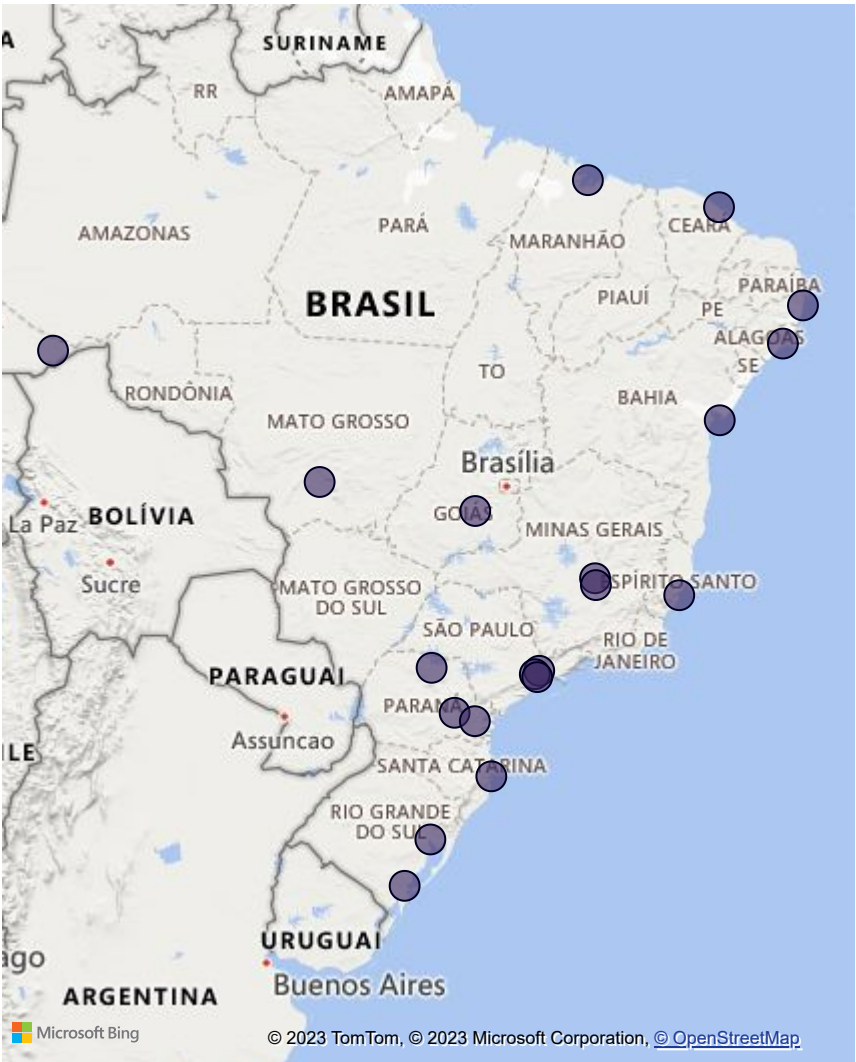 A
SURINAME
RR
AMAPÁ
AMAZONAS
PARÁ
MARANHÃO
CEARÁ
BRASIL
PIAUÍ
PARAÍBA
PE
ALAGOAS
SE
TO
RONDÔNIA
BAHIA
MATO GROSSO
Brasília
La Paz
BOLÍVIA
GOIÁS
MINAS GERAIS
Sucre
ESPÍRITO SANTO
MATO GROSSO
DO SUL
SÃO PAULO
RIO DE
JANEIRO
PARAGUAI
PARANÁ
Assuncao
ILE
SANTA CATARINA
RIO GRANDE
DO SUL
URUGUAI
ago
Buenos Aires
ARGENTINA
Microsoft Bing
© 2023 TomTom, © 2023 Microsoft Corporation, © OpenStreetMap